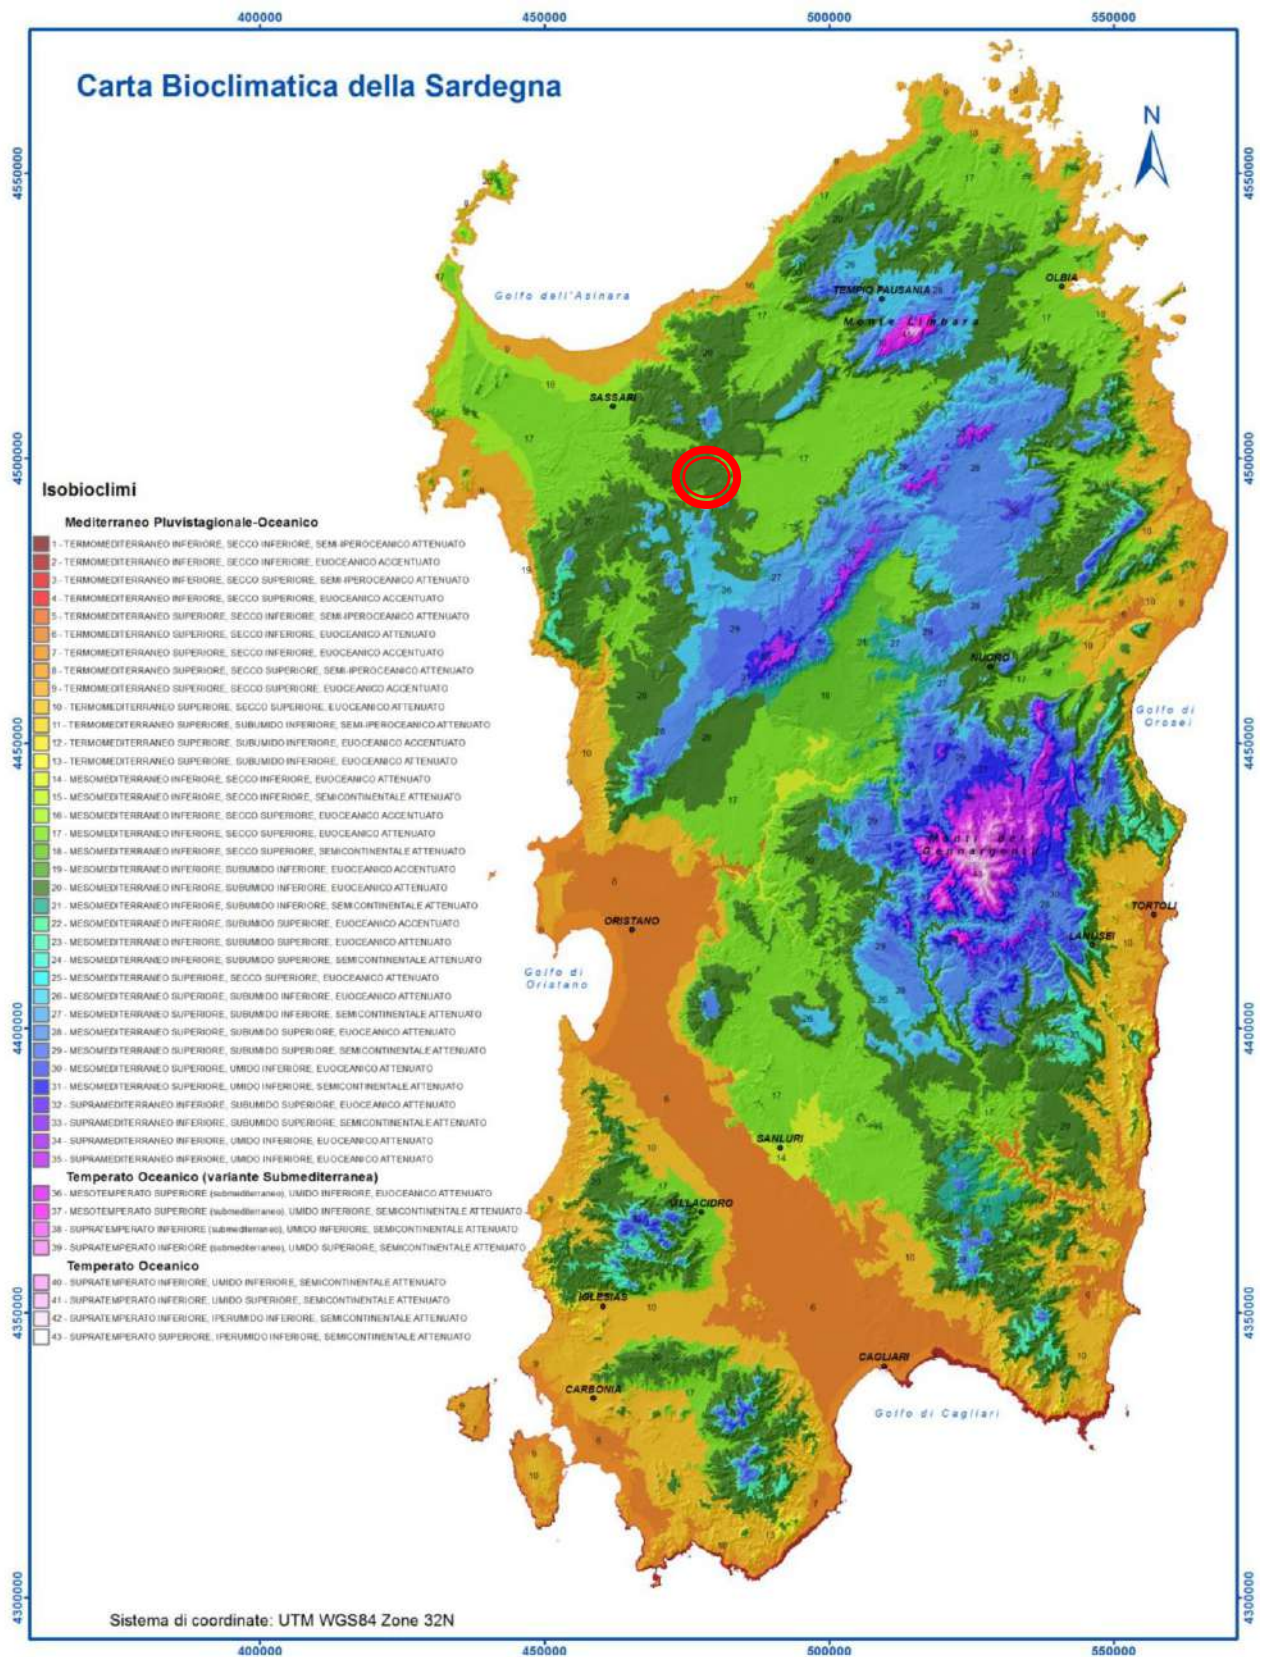 400000 450000 500000 550000
Carta Bioclimatica della Sardegna
N
4550000 4550000
Golfo dell'Asinara
OLBIA
TEMPIO PAUSANIA
Monte Limbara
SASSARI
4500000 4500000
Isobioclimi
Mediterraneo Pluvistagionale-Oceanico
1 - TERMOMEDITERRANEO INFERIORE, SECCO INFERIORE, SEMI-IPEROCEANICO ATTENUATO
2 - TERMOMEDITERRANEO INFERIORE, SECCO INFERIORE, EUOCEANICO ACCENTUATO
3 - TERMOMEDITERRANEO INFERIORE, SECCO SUPERIORE, SEMI-IPEROCEANICO ATTENUATO
4 - TERMOMEDITERRANEO INFERIORE, SECCO SUPERIORE, EUOCEANICO ACCENTUATO
5 - TERMOMEDITERRANEO SUPERIORE, SECCO INFERIORE, SEMI-IPEROCEANICO ATTENUATO
6 - TERMOMEDITERRANEO SUPERIORE, SECCO INFERIORE, EUOCEANICO ATTENUATO
7 - TERMOMEDITERRANEO SUPERIORE, SECCO INFERIORE, EUOCEANICO ACCENTUATO
8 - TERMOMEDITERRANEO SUPERIORE, SECCO SUPERIORE, SEMI-IPEROCEANICO ATTENUATO
9 - TERMOMEDITERRANEO SUPERIORE, SECCO SUPERIORE, EUOCEANICO ACCENTUATO
10 - TERMOMEDITERRANEO SUPERIORE, SECCO SUPERIORE, EUOCEANICO ATTENUATO
11 - TERMOMEDITERRANEO SUPERIORE, SUBUMIDO INFERIORE, SEMI-IPEROCEANICO ATTENUATO
12 - TERMOMEDITERRANEO SUPERIORE, SUBUMIDO INFERIORE, EUOCEANICO ACCENTUATO
13 - TERMOMEDITERRANEO SUPERIORE, SUBUMIDO INFERIORE, EUOCEANICO ATTENUATO
14 - MESOMEDITERRANEO INFERIORE, SECCO INFERIORE, EUOCEANICO ATTENUATO
15 - MESOMEDITERRANEO INFERIORE, SECCO INFERIORE, SEMICONTINENTALE ATTENUATO
16 - MESOMEDITERRANEO INFERIORE, SECCO SUPERIORE, EUOCEANICO ACCENTUATO
17 - MESOMEDITERRANEO INFERIORE, SECCO SUPERIORE, EUOCEANICO ATTENUATO
18 - MESOMEDITERRANEO INFERIORE, SECCO SUPERIORE, SEMICONTINENTALE ATTENUATO
19 - MESOMEDITERRANEO INFERIORE, SUBUMIDO INFERIORE, EUOCEANICO ACCENTUATO
20 - MESOMEDITERRANEO INFERIORE, SUBUMIDO INFERIORE, EUOCEANICO ATTENUATO
21 - MESOMEDITERRANEO INFERIORE, SUBUMIDO INFERIORE, SEMICONTINENTALE ATTENUATO
22 - MESOMEDITERRANEO INFERIORE, SUBUMIDO SUPERIORE, EUOCEANICO ACCENTUATO
23 - MESOMEDITERRANEO INFERIORE, SUBUMIDO SUPERIORE, EUOCEANICO ATTENUATO
24 - MESOMEDITERRANEO INFERIORE, SUBUMIDO SUPERIORE, SEMICONTINENTALE ATTENUATO
25 - MESOMEDITERRANEO SUPERIORE, SECCO SUPERIORE, EUOCEANICO ATTENUATO
26 - MESOMEDITERRANEO SUPERIORE, SUBUMIDO INFERIORE, EUOCEANICO ATTENUATO
27 - MESOMEDITERRANEO SUPERIORE, SUBUMIDO INFERIORE, SEMICONTINENTALE ATTENUATO
28 - MESOMEDITERRANEO SUPERIORE, SUBUMIDO SUPERIORE, EUOCEANICO ATTENUATO
29 - MESOMEDITERRANEO SUPERIORE, SUBUMIDO SUPERIORE, SEMICONTINENTALE ATTENUATO
30 - MESOMEDITERRANEO SUPERIORE, UMIDO INFERIORE, EUOCEANICO ATTENUATO
31 - MESOMEDITERRANEO SUPERIORE, UMIDO INFERIORE, SEMICONTINENTALE ATTENUATO
32 - SUPRAMEDITERRANEO INFERIORE, SUBUMIDO SUPERIORE, EUOCEANICO ATTENUATO
33 - SUPRAMEDITERRANEO INFERIORE, SUBUMIDO SUPERIORE, SEMICONTINENTALE ATTENUATO
34 - SUPRAMEDITERRANEO INFERIORE, UMIDO INFERIORE, EUOCEANICO ATTENUATO
35 - SUPRAMEDITERRANEO INFERIORE, UMIDO INFERIORE, EUOCEANICO ATTENUATO
Temperato Oceanico (variante Submediterranea)
36 - MESOTEMPERATO SUPERIORE (submediterraneo), UMIDO INFERIORE, EUOCEANICO ATTENUATO
37 - MESOTEMPERATO SUPERIORE (submediterraneo), UMIDO INFERIORE, SEMICONTINENTALE ATTENUATO
38 - SUPRATEMPERATO INFERIORE (submediterraneo), UMIDO INFERIORE, SEMICONTINENTALE ATTENUATO
39 - SUPRATEMPERATO INFERIORE (submediterraneo), UMIDO SUPERIORE, SEMICONTINENTALE ATTENUATO
Temperato Oceanico
40 - SUPRATEMPERATO INFERIORE, UMIDO INFERIORE, SEMICONTINENTALE ATTENUATO
41 - SUPRATEMPERATO INFERIORE, UMIDO SUPERIORE, SEMICONTINENTALE ATTENUATO
42 - SUPRATEMPERATO INFERIORE, IPERUMIDO INFERIORE, SEMICONTINENTALE ATTENUATO
43 - SUPRATEMPERATO SUPERIORE, IPERUMIDO INFERIORE, SEMICONTINENTALE ATTENUATO
NUORO
Golfo di
Orosei
4450000 4450000
Monti del
Gennargentu
ORISTANO
TORTOLI
LANUSEI
Golfo di
Oristano
4400000 4400000
SANLURI
VILLACIDRO
IGLESIAS
4350000 4350000
CAGLIARI
CARBONIA
Golfo di Cagliari
4300000 4300000
Sistema di coordinate: UTM WGS84 Zone 32N
400000 450000 500000 550000